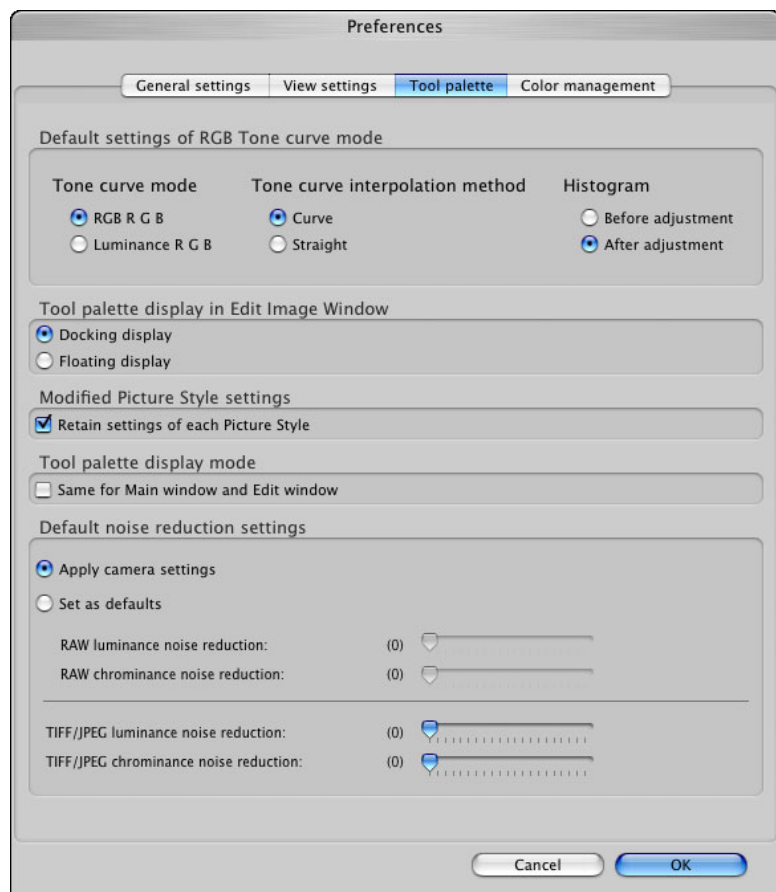 Preferences
General settings View settings Tool palette Color management
Default settings of RGB Tone curve mode
Tone curve mode Tone curve interpolation method Histogram
RGB R G B Curve Before adjustment
Luminance R G B Straight After adjustment
Tool palette display in Edit Image Window
Docking display
Floating display
Modified Picture Style settings
Retain settings of each Picture Style
Tool palette display mode
Same for Main window and Edit window
Default noise reduction settings
Apply camera settings
Set as defaults
RAW luminance noise reduction: (0)
RAW chrominance noise reduction: (0)
TIFF/JPEG luminance noise reduction: (0)
TIFF/JPEG chrominance noise reduction: (0)
Cancel OK